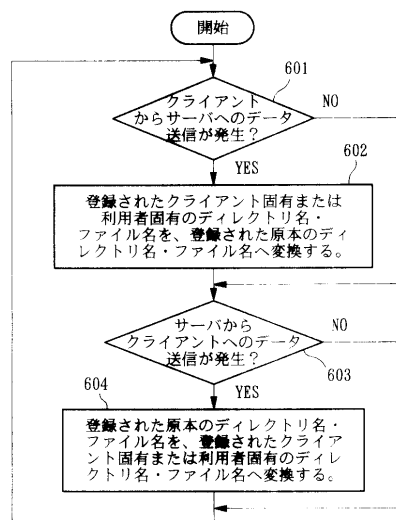 開始
601
クライアント
からサーバへのデータ
送信が発生？
NO
YES
602
登録されたクライアント固有または
利用者固有のディレクトリ名・
ファイル名を、登録された原本のディ
レクトリ名・ファイル名へ変換する。
サーバから
クライアントへのデータ
送信が発生？
NO
603
YES
604
登録された原本のディレクトリ名・
ファイル名を、登録されたクライア
ント固有または利用者固有のディレ
クトリ名・ファイル名へ変換する。